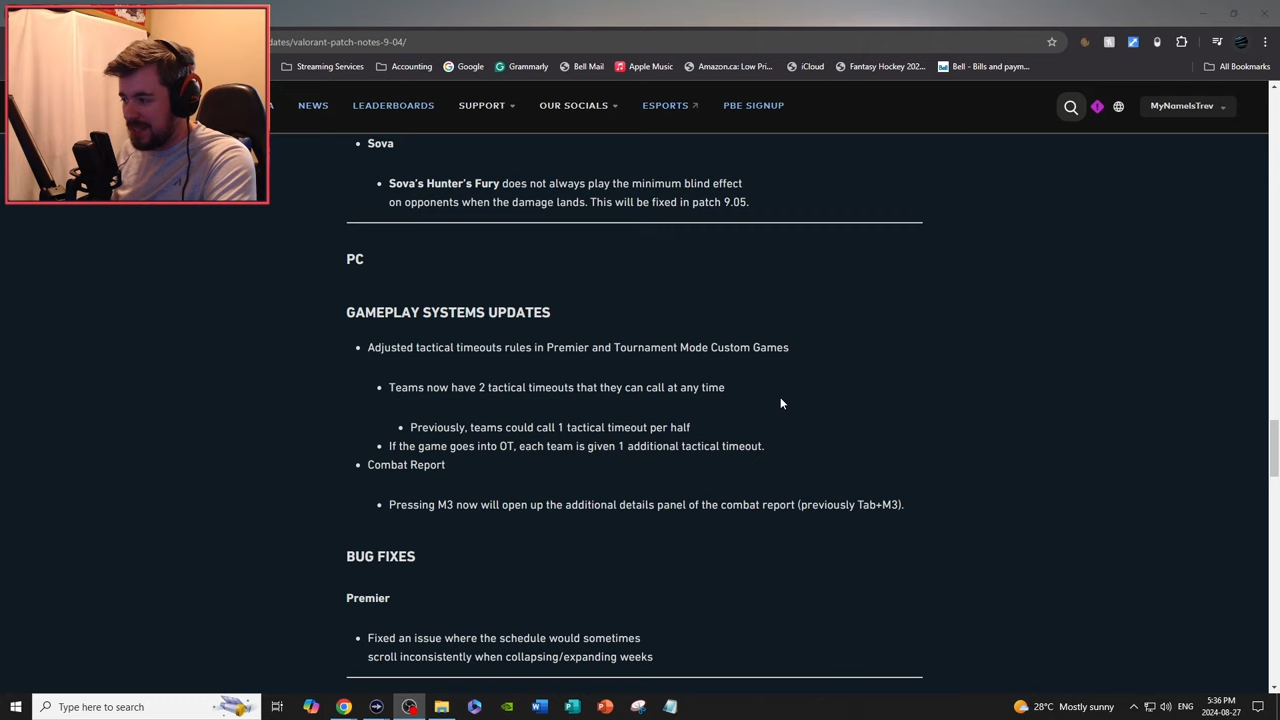 dates/valorant-patch-notes-9-04/
Streaming Services
Accounting
Google
Grammarly
Bell Mail
Apple Music
Amazon.ca: Low Pri...
iCloud
Fantasy Hockey 202...
Bell - Bills and paym...
All Bookmarks
NEWS
LEADERBOARDS
SUPPORT
OUR SOCIALS
ESPORTS
PBE SIGNUP
MyNameIsTrev
Sova
Sova's Hunter's Fury does not always play the minimum blind effect
on opponents when the damage lands. This will be fixed in patch 9.05.
PC
GAMEPLAY SYSTEMS UPDATES
Adjusted tactical timeouts rules in Premier and Tournament Mode Custom Games
Teams now have 2 tactical timeouts that they can call at any time
Previously, teams could call 1 tactical timeout per half
If the game goes into OT, each team is given 1 additional tactical timeout.
Combat Report
Pressing M3 now will open up the additional details panel of the combat report (previously Tab+M3).
BUG FIXES
Premier
Fixed an issue where the schedule would sometimes
scroll inconsistently when collapsing/expanding weeks
Type here to search
28°C Mostly sunny
ENG
5:36 PM
2024-08-27